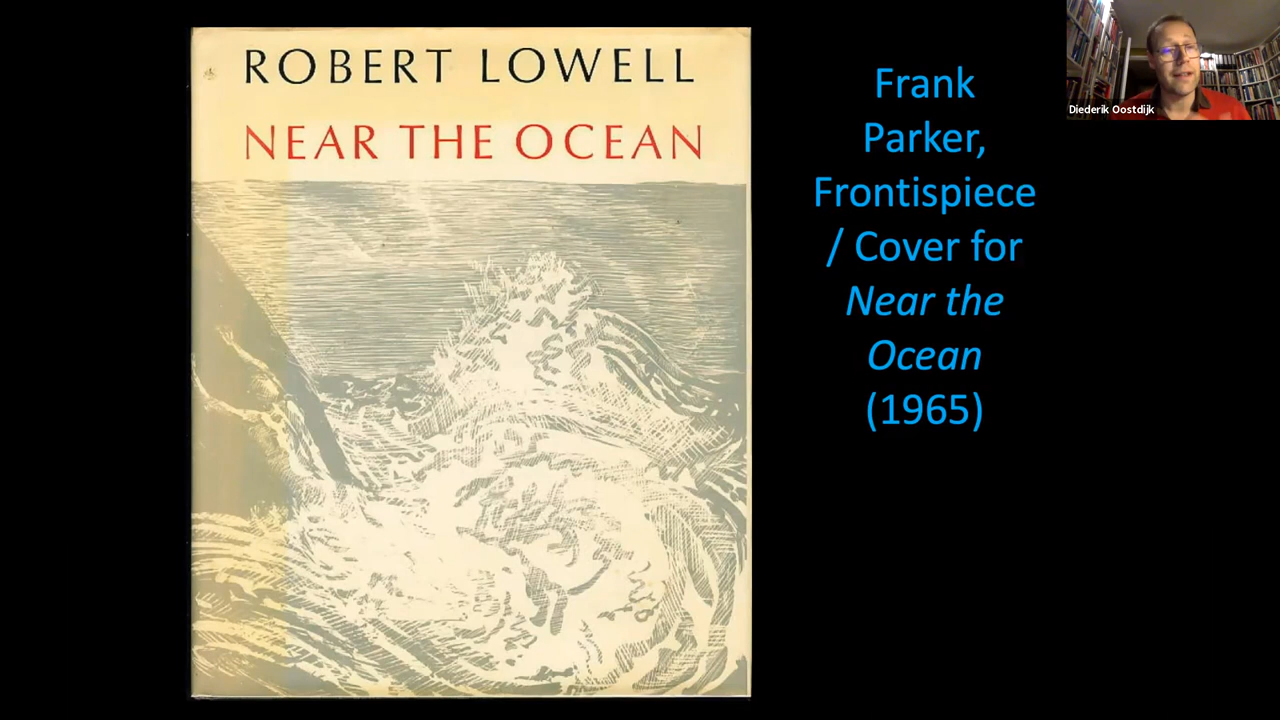 ROBERT LOWELL
NEAR THE OCEAN
Frank
Parker,
Frontispiece
/ Cover for
Near the
Ocean
(1965)
Diederik Oostdijk